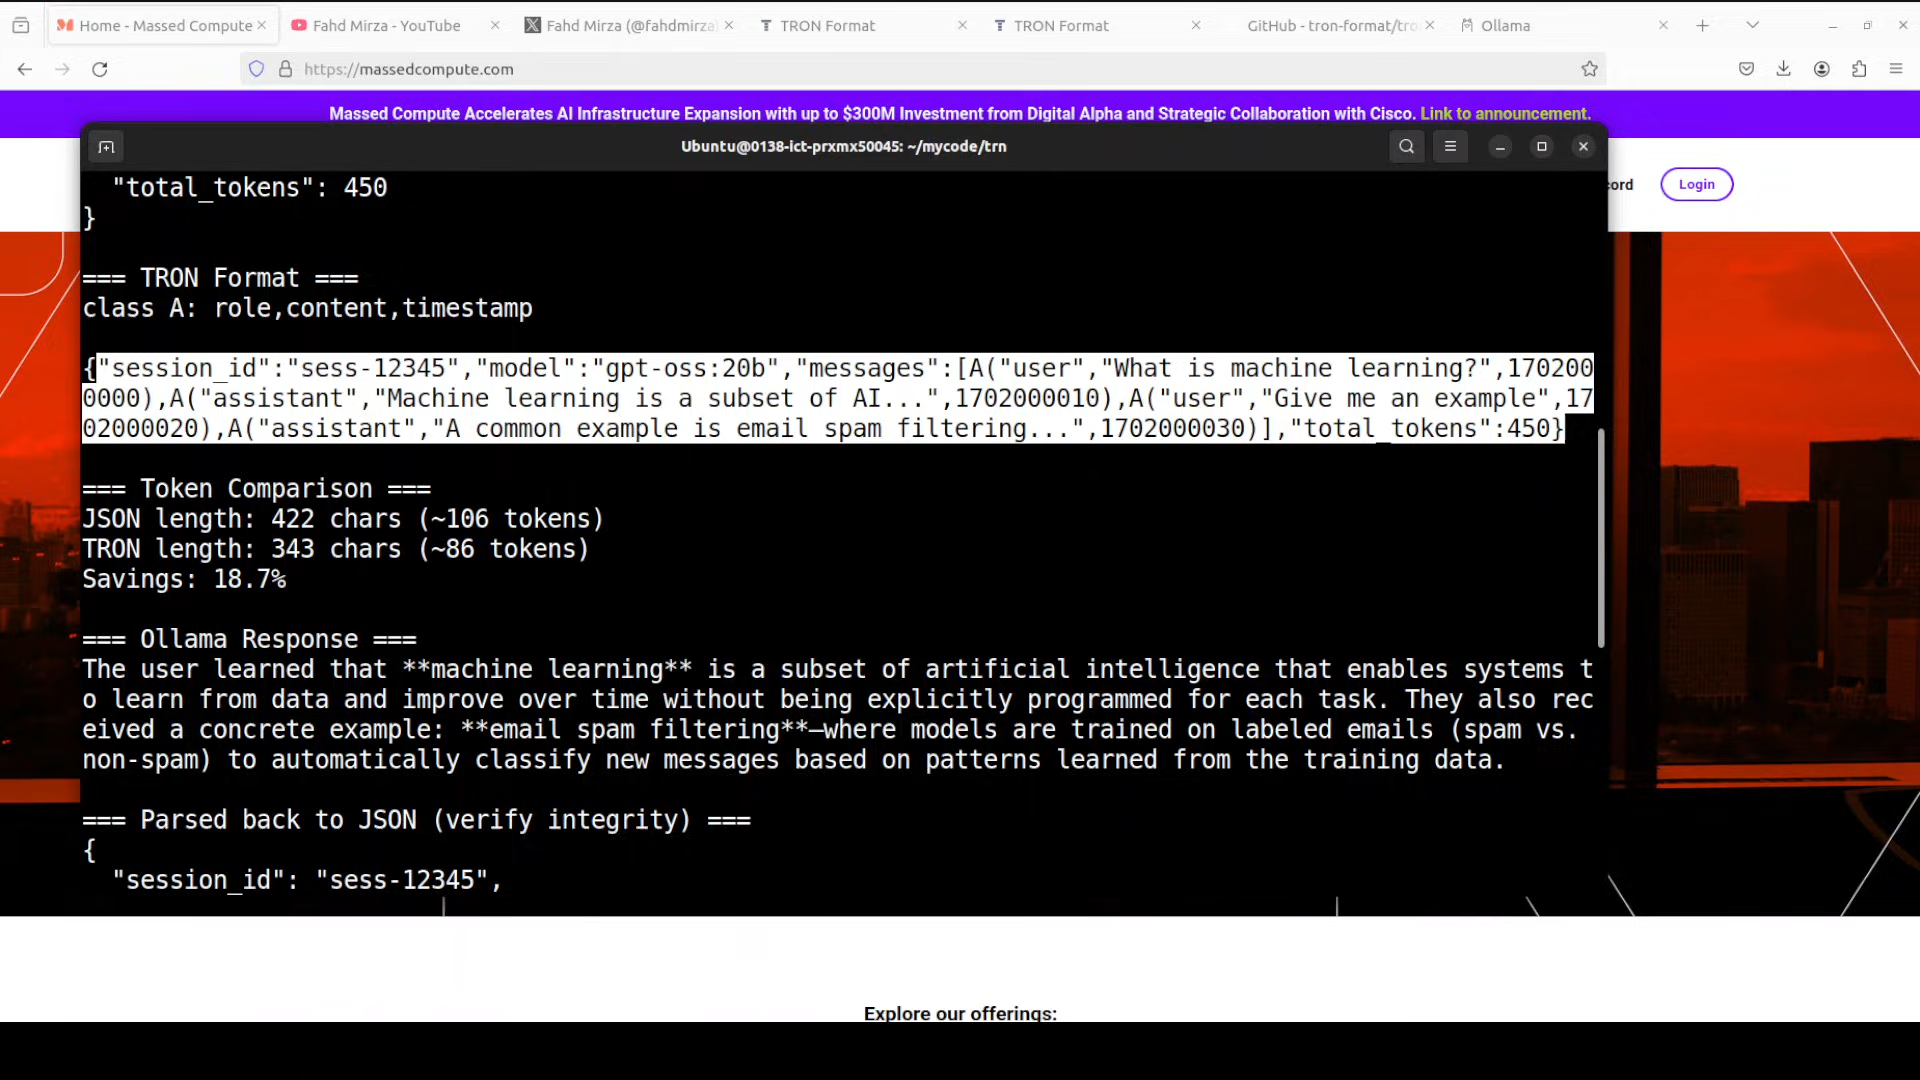 Home - Massed Compute
Fahd Mirza - YouTube
Fahd Mirza (@fahdmirza)
TRON Format
TRON Format
GitHub - tron-format/tro
Ollama
https://massedcompute.com
Massed Compute Accelerates AI Infrastructure Expansion with up to $300M Investment from Digital Alpha and Strategic Collaboration with Cisco. Link to announcement.
Ubuntu@0138-ict-prxmx50045: ~/mycode/trn
cord
Login
"total_tokens": 450
}
=== TRON Format ===
class A: role,content,timestamp
{"session_id":"sess-12345","model":"gpt-oss:20b","messages":[A("user","What is machine learning?",170200
0000),A("assistant","Machine learning is a subset of AI...",1702000010),A("user","Give me an example",17
02000020),A("assistant","A common example is email spam filtering...",1702000030)],"total_tokens":450}
=== Token Comparison ===
JSON length: 422 chars (~106 tokens)
TRON length: 343 chars (~86 tokens)
Savings: 18.7%
=== Ollama Response ===
The user learned that **machine learning** is a subset of artificial intelligence that enables systems t
o learn from data and improve over time without being explicitly programmed for each task. They also rec
eived a concrete example: **email spam filtering**—where models are trained on labeled emails (spam vs.
non-spam) to automatically classify new messages based on patterns learned from the training data.
=== Parsed back to JSON (verify integrity) ===
{
"session_id": "sess-12345",
Explore our offerings: